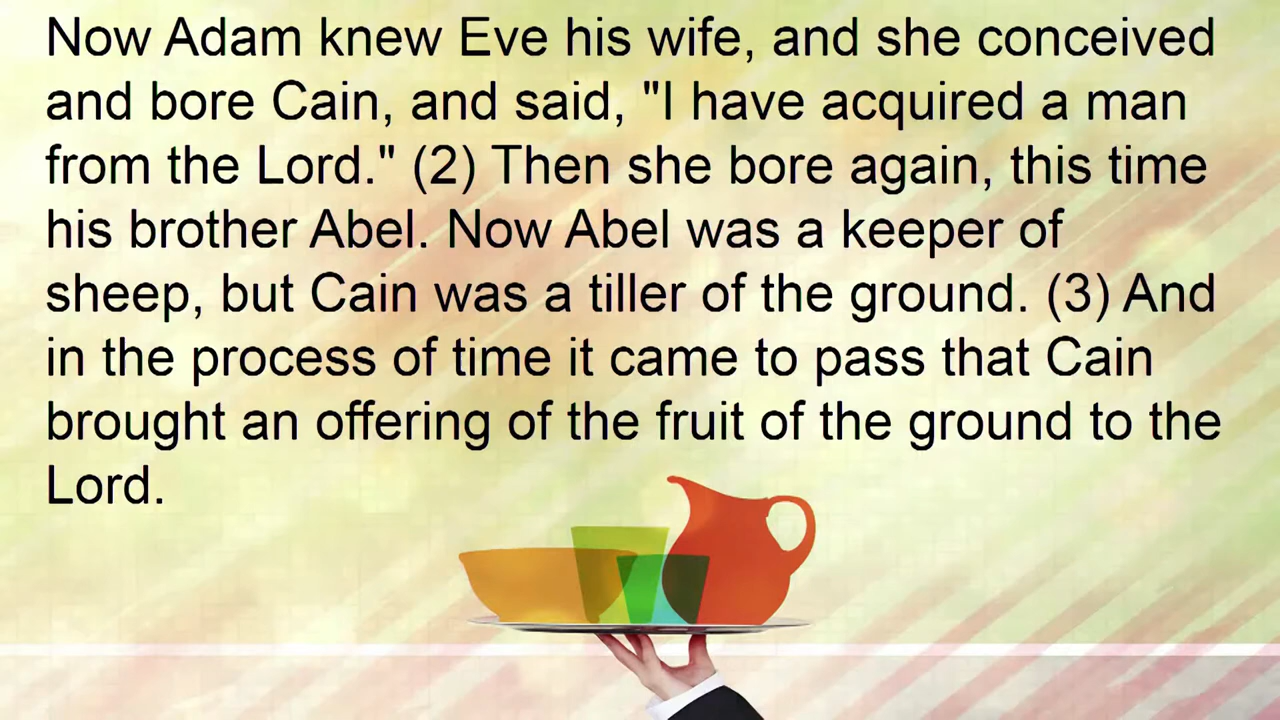 Now Adam knew Eve his wife, and she conceived
and bore Cain, and said, "I have acquired a man
from the Lord." (2) Then she bore again, this time
his brother Abel. Now Abel was a keeper of
sheep, but Cain was a tiller of the ground. (3) And
in the process of time it came to pass that Cain
brought an offering of the fruit of the ground to the
Lord.